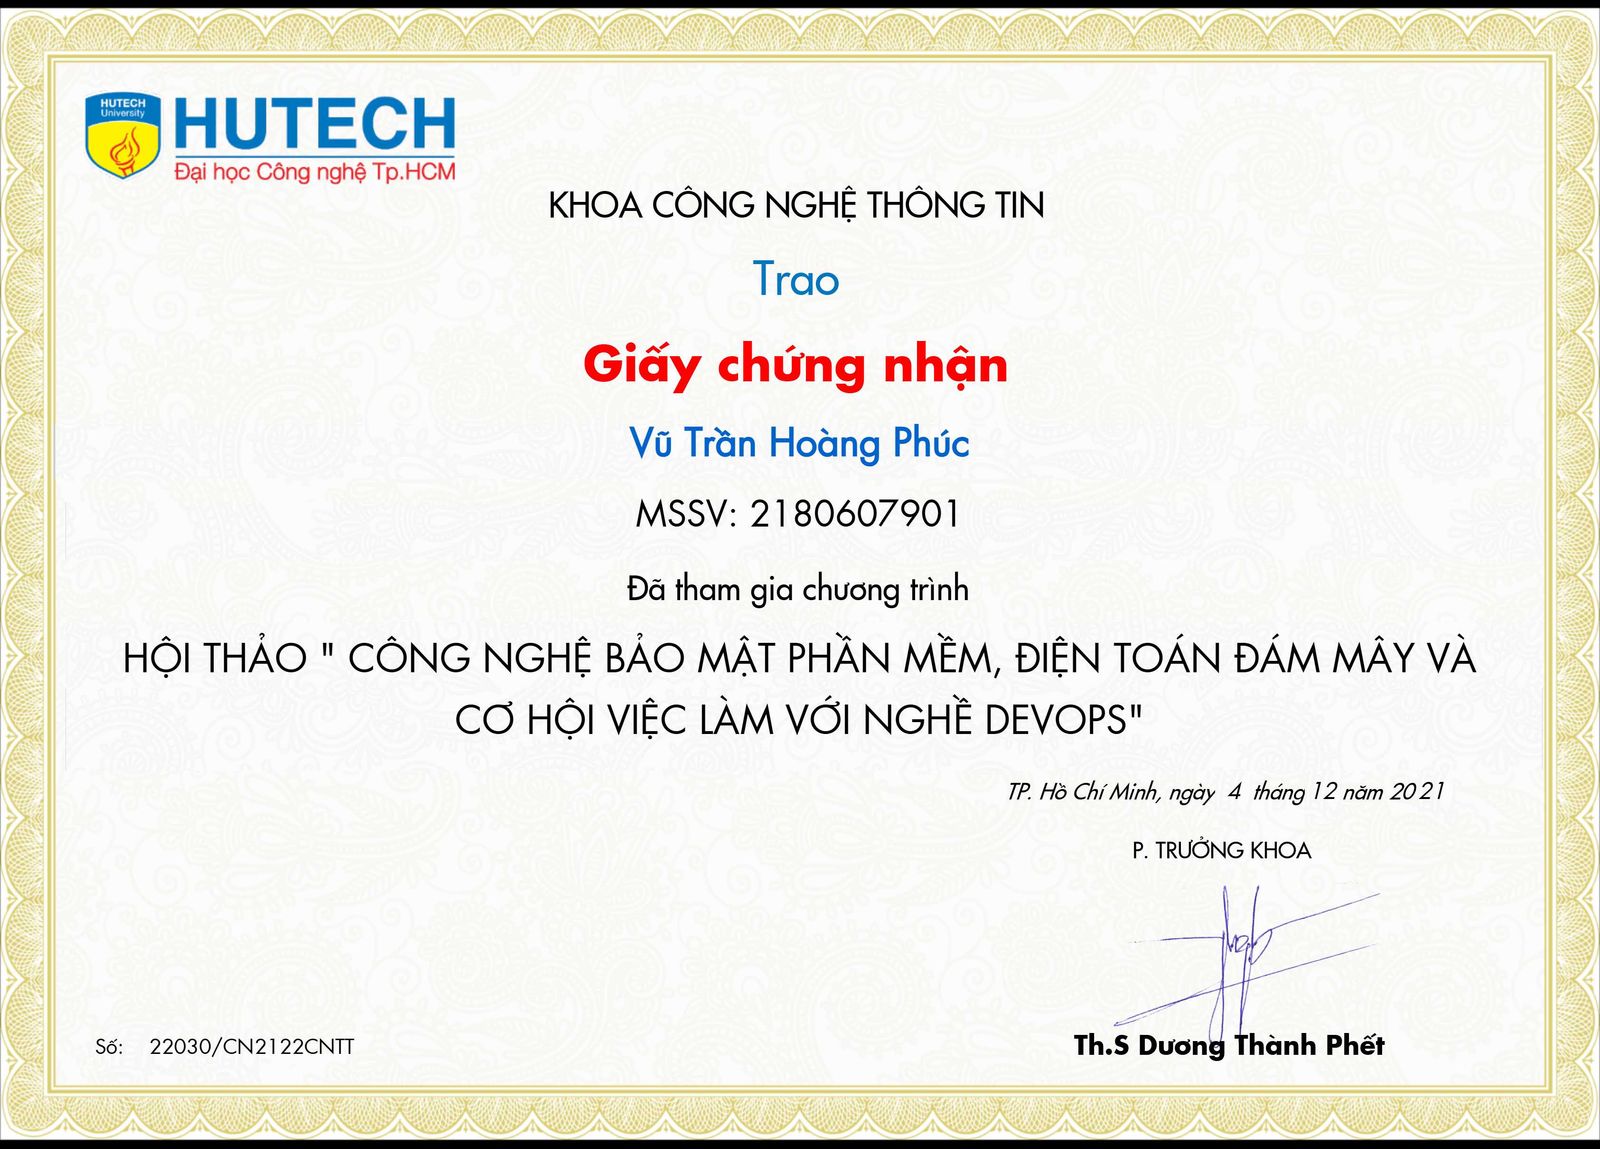 HUTECH
University
HUTECH
Đại học Công nghệ Tp.HCM
KHOA CÔNG NGHỆ THÔNG TIN
Trao
Giấy chứng nhận
Vũ Trần Hoàng Phúc
MSSV: 2180607901
Đã tham gia chương trình
HỘI THẢO " CÔNG NGHỆ BẢO MẬT PHẦN MỀM, ĐIỆN TOÁN ĐÁM MÂY VÀ
CƠ HỘI VIỆC LÀM VỚI NGHỀ DEVOPS"
TP. Hồ Chí Minh, ngày 4 tháng 12 năm 2021
P. TRƯỞNG KHOA
Th.S Dương Thành Phết
Số: 22030/CN2122CNTT